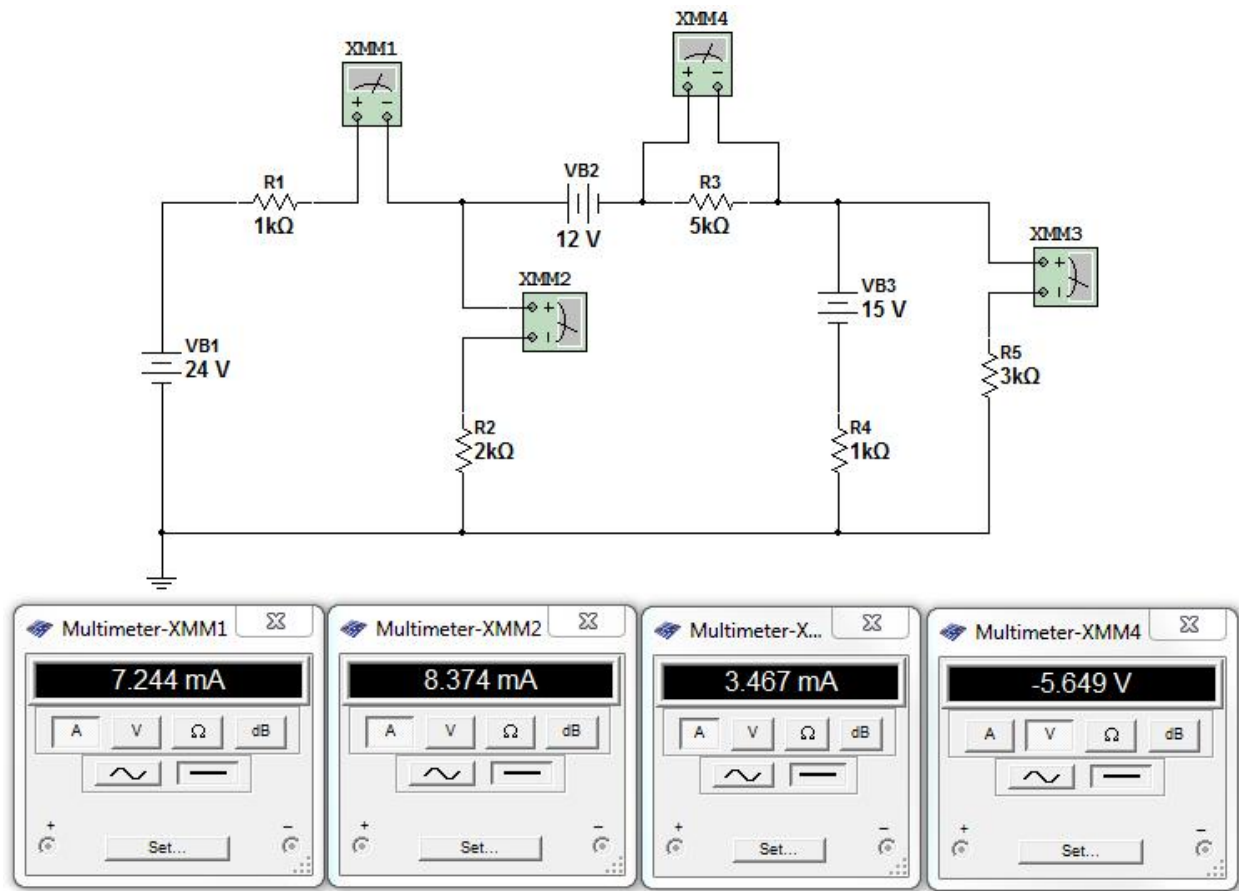 XMM4
XMM1
VB2
R3
R1
12 V
5kΩ
1kΩ
XMM3
XMM2
VB3
15 V
VB1
24 V
R5
3kΩ
R2
2kΩ
R4
1kΩ
+ −
+ −
+
+
Multimeter-XMM1
7.244 mA
A V Ω dB
+ −
Set...
Multimeter-XMM2
8.374 mA
A V Ω dB
+ −
Set...
Multimeter-X...
3.467 mA
A V Ω dB
+ −
Set...
Multimeter-XMM4
-5.649 V
A V Ω dB
+ −
Set...